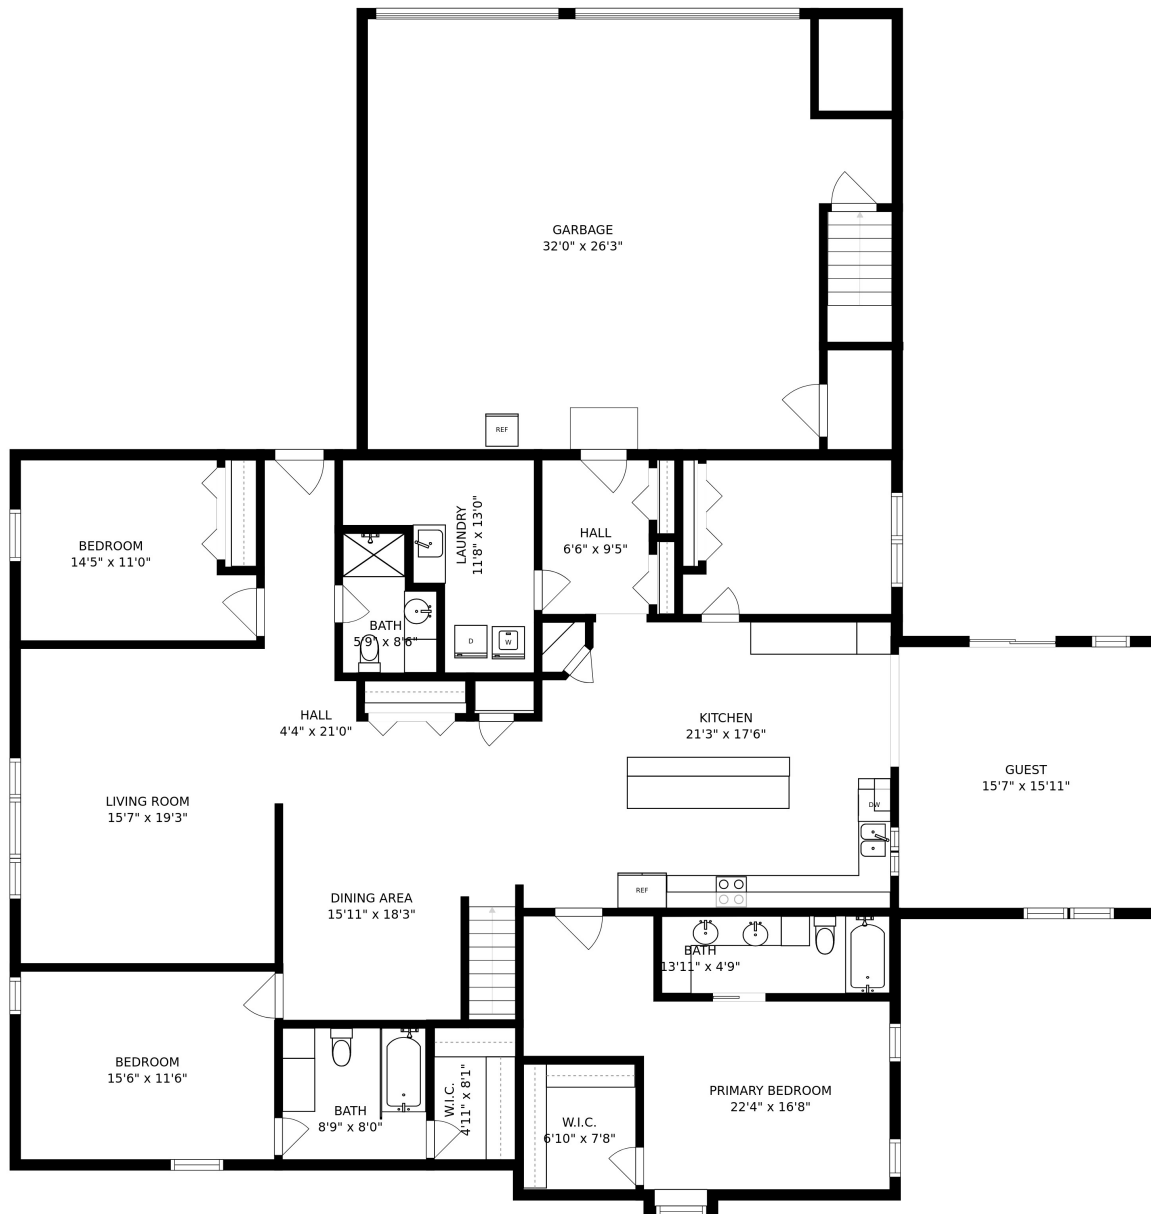 GARBAGE
32'0" x 26'3"
REF
BEDROOM
14'5" x 11'0"
LAUNDRY
11'8" x 13'0"
HALL
6'6" x 9'5"
BATH
5'9" x 8'6"
D
W
HALL
4'4" x 21'0"
KITCHEN
21'3" x 17'6"
GUEST
15'7" x 15'11"
LIVING ROOM
15'7" x 19'3"
DW
DINING AREA
15'11" x 18'3"
REF
BATH
13'11" x 4'9"
BEDROOM
15'6" x 11'6"
PRIMARY BEDROOM
22'4" x 16'8"
BATH
8'9" x 8'0"
W.I.C.
4'11" x 8'1"
W.I.C.
6'10" x 7'8"